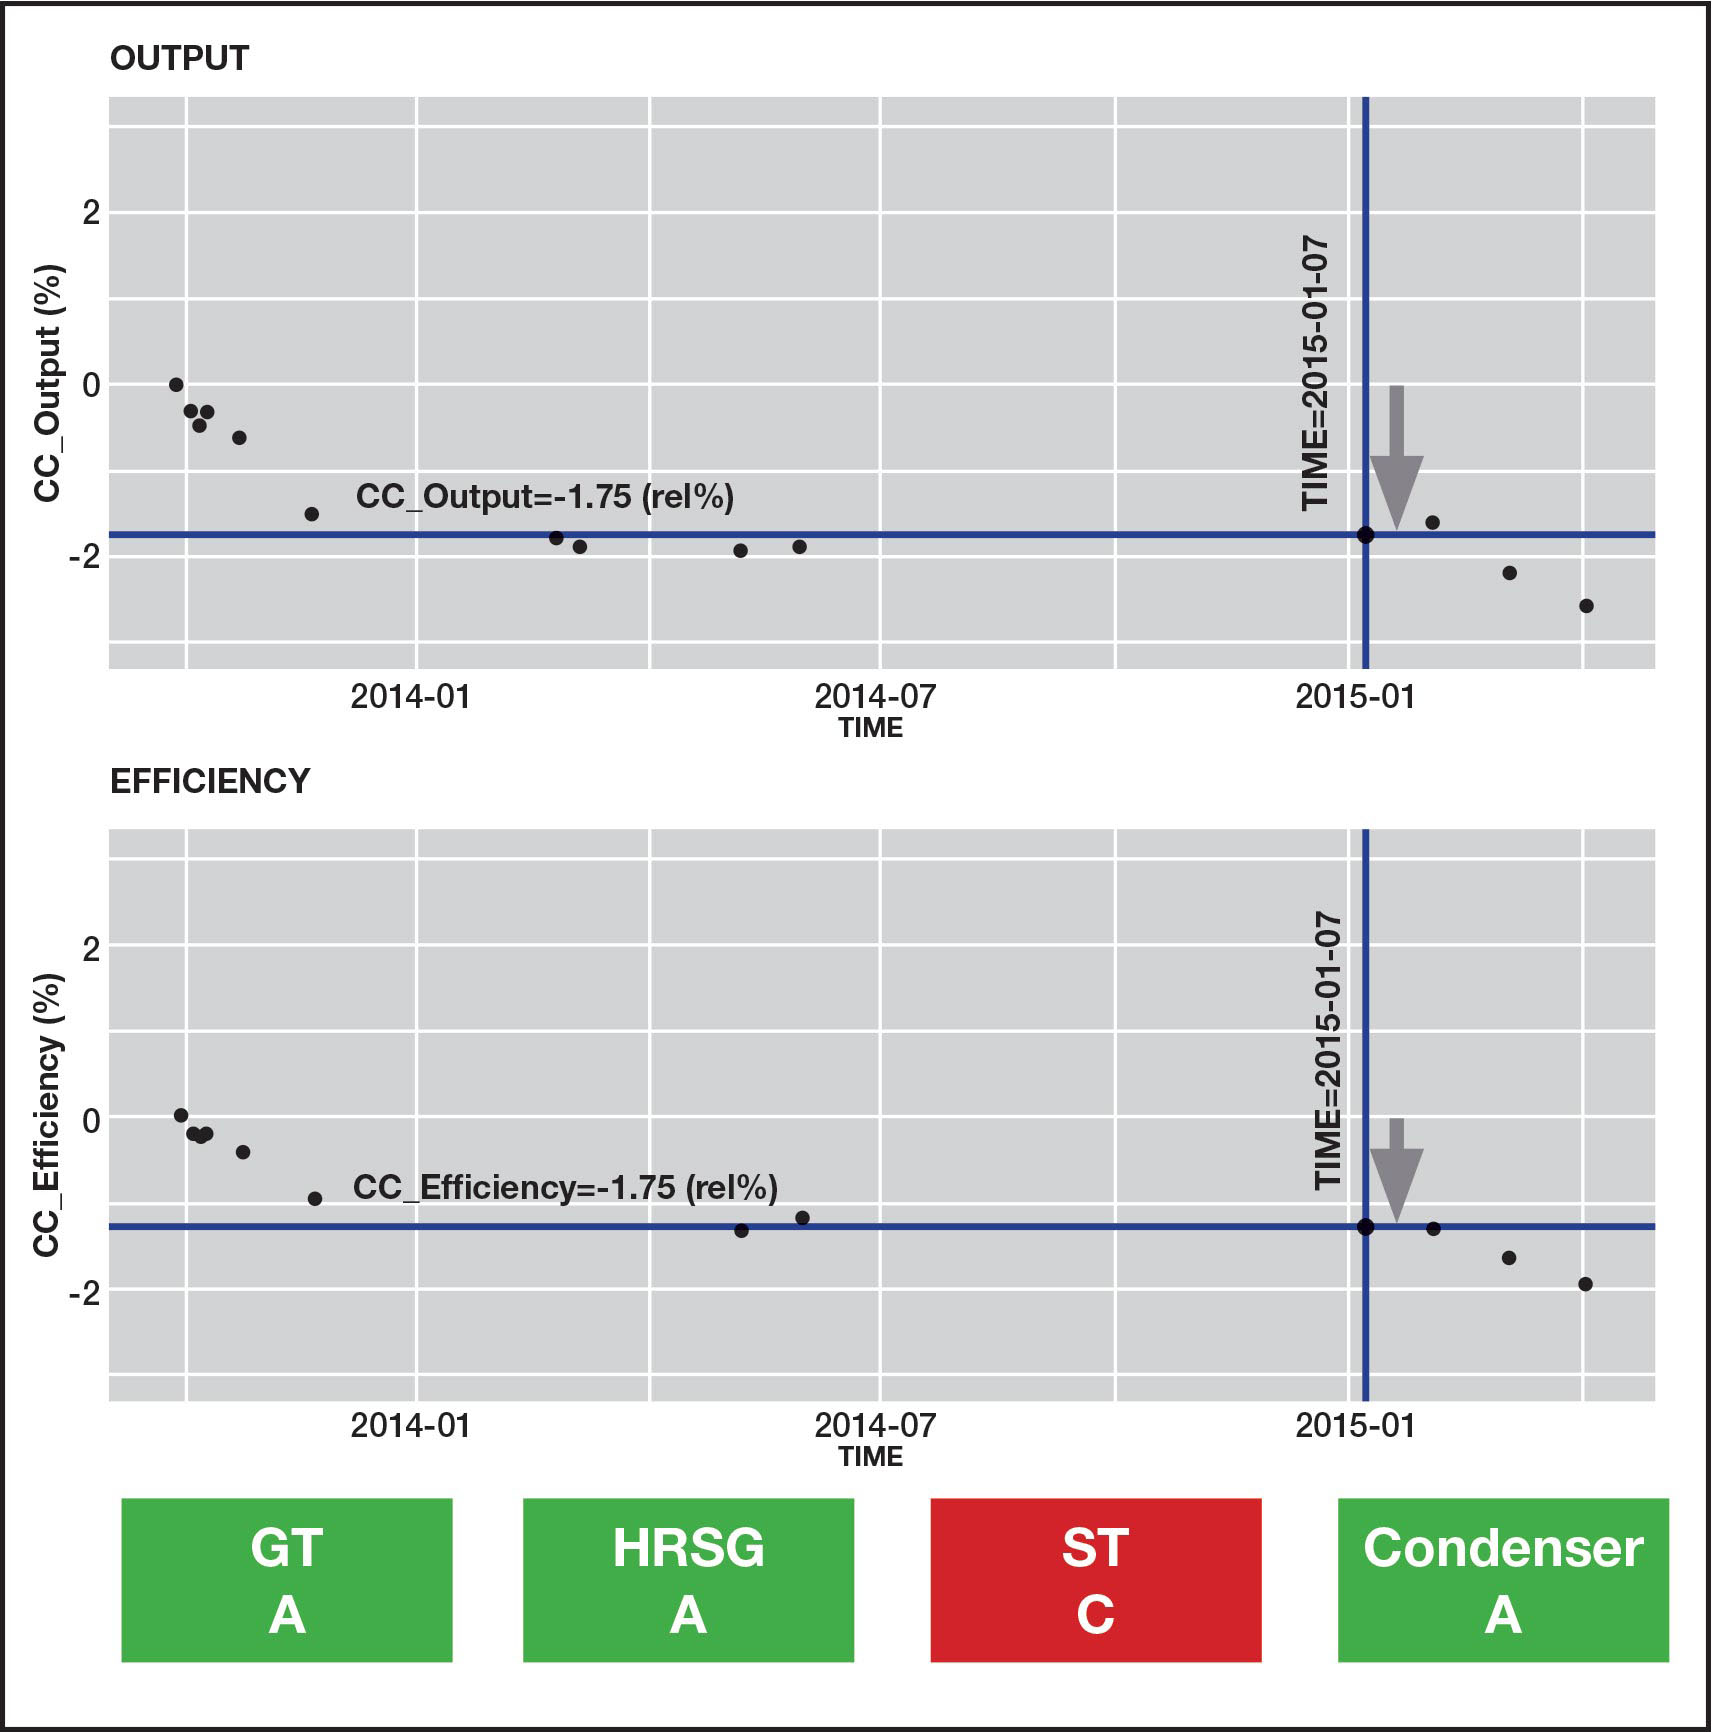 OUTPUT
CC_Output (%)
2
0
-2
CC_Output=-1.75 (rel%)
TIME=2015-01-07
2014-01
2014-07
2015-01
TIME
EFFICIENCY
CC_Efficiency (%)
2
0
-2
CC_Efficiency=-1.75 (rel%)
TIME=2015-01-07
2014-01
2014-07
2015-01
TIME
GT
A
HRSG
A
ST
C
Condenser
A